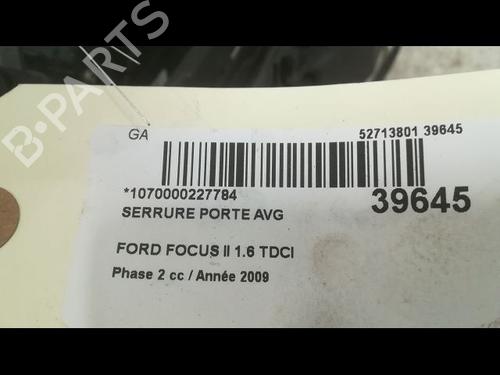 B-PARTS
GA
52713801 39645
*1070000227784
39645
SERRURE PORTE AVG
FORD FOCUS II 1.6 TDCI
Phase 2 cc / Année 2009